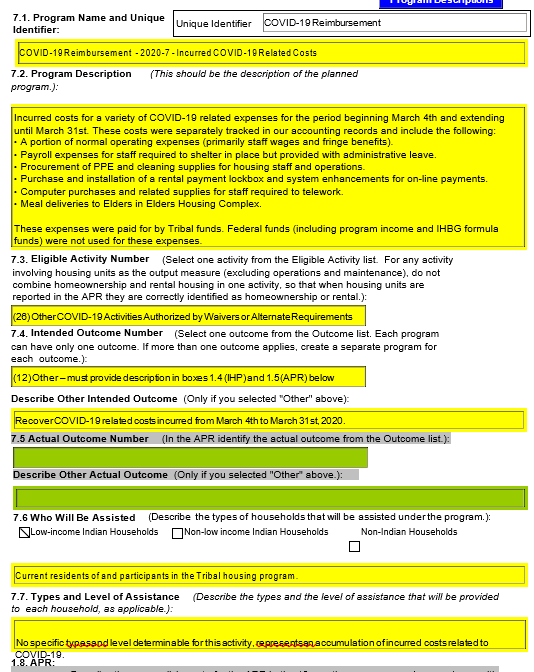 Program Descriptions
7.1. Program Name and Unique
Identifier:
Unique Identifier
COVID-19 Reimbursement
COVID-19 Reimbursement - 2020-7 - Incurred COVID-19 Related Costs
7.2. Program Description (This should be the description of the planned
program.):
Incurred costs for a variety of COVID-19 related expenses for the period beginning March 4th and extending
until March 31st. These costs were separately tracked in our accounting records and include the following:
• A portion of normal operating expenses (primarily staff wages and fringe benefits).
• Payroll expenses for staff required to shelter in place but provided with administrative leave.
• Procurement of PPE and cleaning supplies for housing staff and operations.
• Purchase and installation of a rental payment lockbox and system enhancements for on-line payments.
• Computer purchases and related supplies for staff required to telework.
• Meal deliveries to Elders in Elders Housing Complex.
These expenses were paid for by Tribal funds. Federal funds (including program income and IHBG formula
funds) were not used for these expenses.
7.3. Eligible Activity Number (Select one activity from the Eligible Activity list. For any activity
involving housing units as the output measure (excluding operations and maintenance), do not
combine homeownership and rental housing in one activity, so that when housing units are
reported in the APR they are correctly identified as homeownership or rental.):
(26) Other COVID-19 Activities Authorized by Waivers or Alternate Requirements
7.4. Intended Outcome Number (Select one outcome from the Outcome list. Each program
can have only one outcome. If more than one outcome applies, create a separate program for
each outcome.):
(12) Other – must provide description in boxes 1.4 (IHP) and 1.5 (APR) below
Describe Other Intended Outcome (Only if you selected "Other" above):
Recover COVID-19 related costs incurred from March 4th to March 31st, 2020.
7.5 Actual Outcome Number (In the APR identify the actual outcome from the Outcome list.):
Describe Other Actual Outcome (Only if you selected "Other" above.):
7.6 Who Will Be Assisted (Describe the types of households that will be assisted under the program.):
Low-income Indian Households Non-low income Indian Households Non-Indian Households
Current residents of and participants in the Tribal housing program.
7.7. Types and Level of Assistance (Describe the types and the level of assistance that will be provided
to each household, as applicable.):
No specific types and level determinable for this activity, accumulation of incurred costs related to
COVID-19.
1.8. APR: